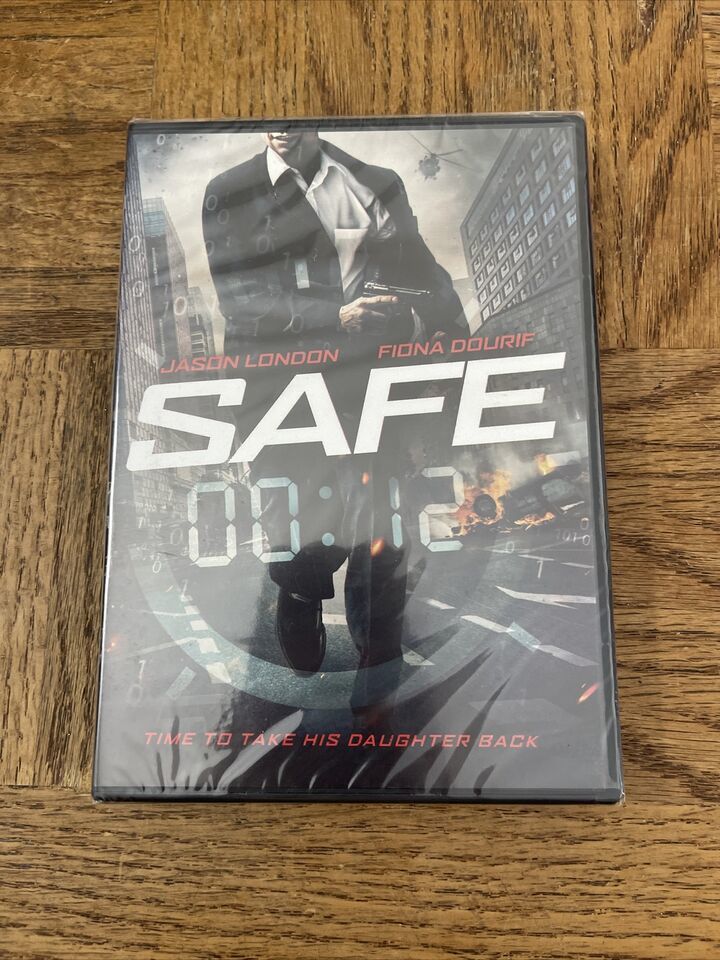 JASON LONDON FIONA DOURIF
SAFE
00:12
TIME TO TAKE HIS DAUGHTER BACK